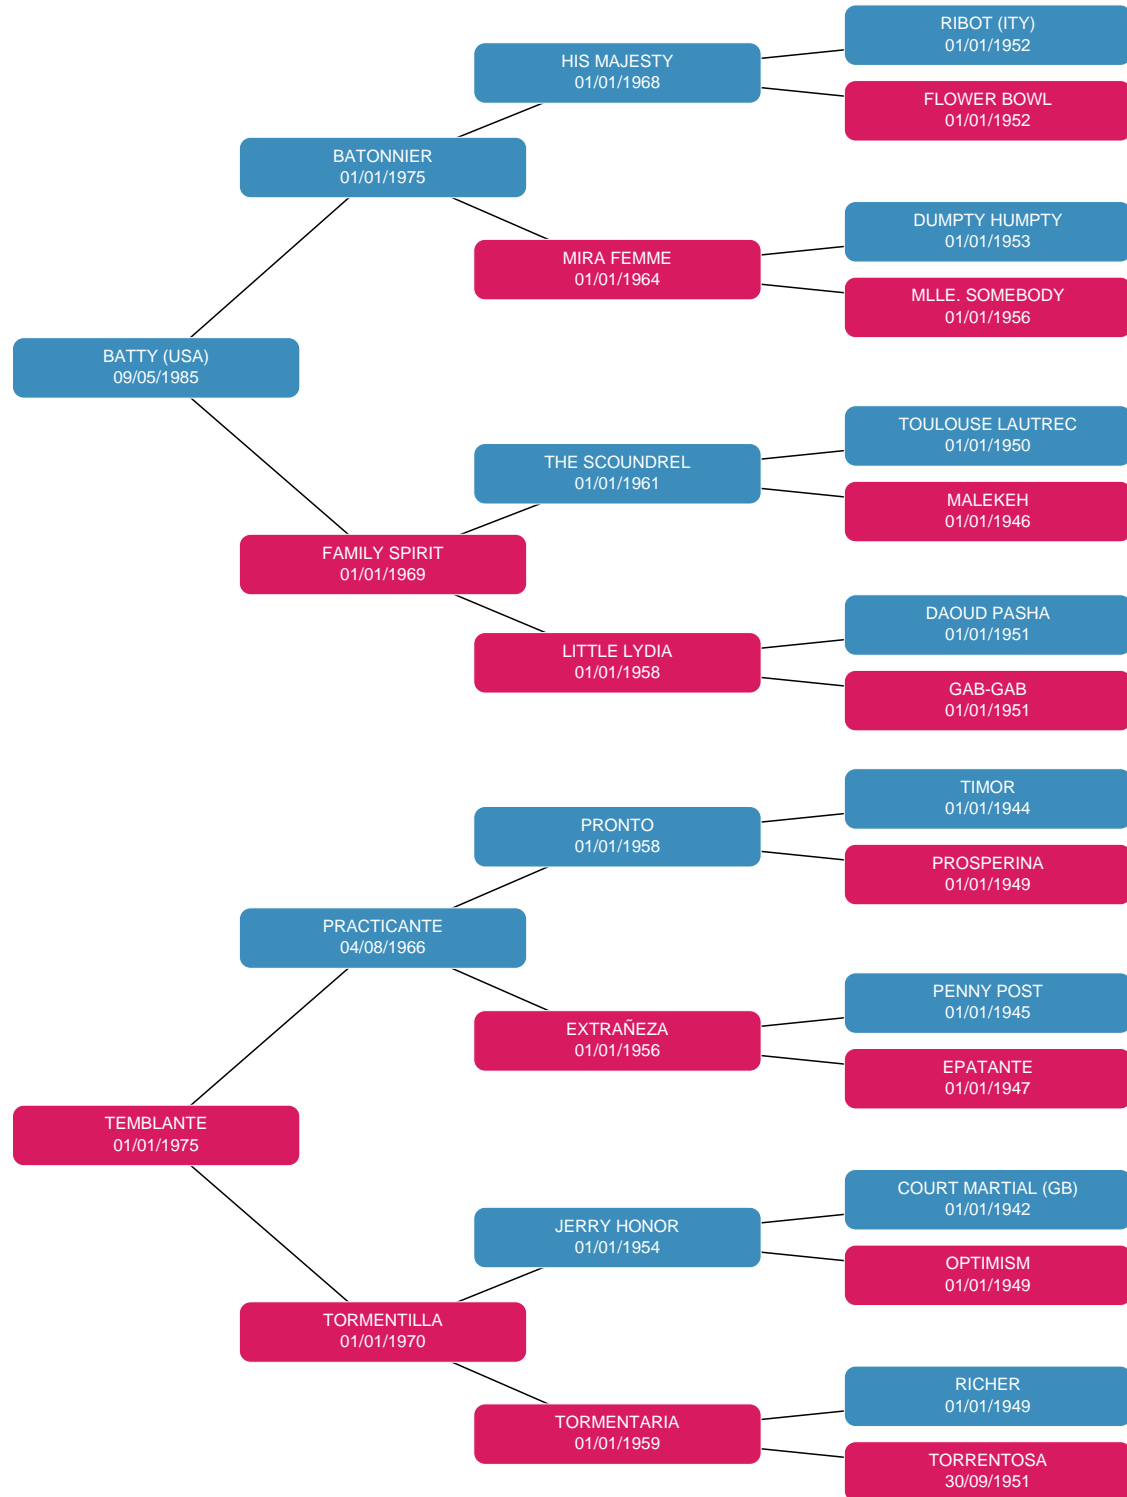 RIBOT (ITY)
01/01/1952
HIS MAJESTY
01/01/1968
FLOWER BOWL
01/01/1952
BATONNIER
01/01/1975
DUMPTY HUMPTY
01/01/1953
MIRA FEMME
01/01/1964
MLLE. SOMEBODY
01/01/1956
BATTY (USA)
09/05/1985
TOULOUSE LAUTREC
01/01/1950
THE SCOUNDREL
01/01/1961
MALEKEH
01/01/1946
FAMILY SPIRIT
01/01/1969
DAOUD PASHA
01/01/1951
LITTLE LYDIA
01/01/1958
GAB-GAB
01/01/1951
TIMOR
01/01/1944
PRONTO
01/01/1958
PROSPERINA
01/01/1949
PRACTICANTE
04/08/1966
PENNY POST
01/01/1945
EXTRAÑEZA
01/01/1956
EPATANTE
01/01/1947
TEMBLANTE
01/01/1975
COURT MARTIAL (GB)
01/01/1942
JERRY HONOR
01/01/1954
OPTIMISM
01/01/1949
TORMENTILLA
01/01/1970
RICHER
01/01/1949
TORMENTARIA
01/01/1959
TORRENTOSA
30/09/1951